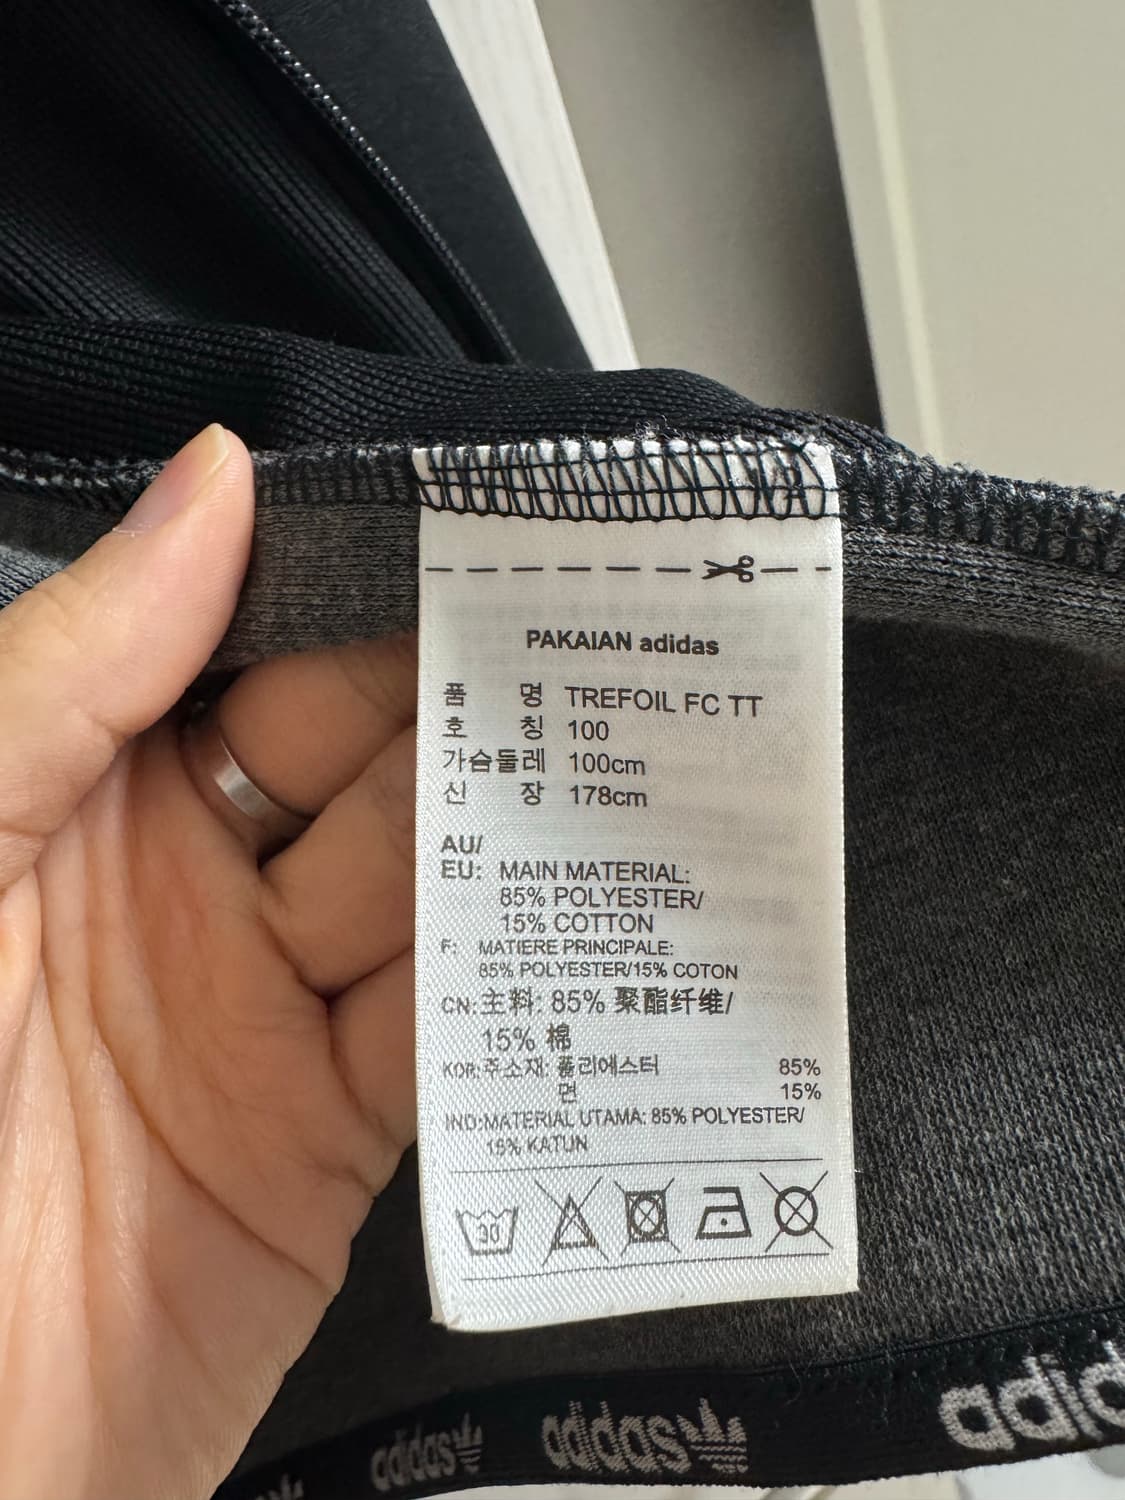 PAKAIAN adidas
품 명 TREFOIL FC TT
호 칭 100
가슴둘레 100cm
신 장 178cm
AU/
EU: MAIN MATERIAL:
85% POLYESTER/
15% COTTON
F: MATIERE PRINCIPALE:
85% POLYESTER/15% COTON
CN: 主料: 85% 聚酯纤维/
15% 棉
KOR: 주소재: 폴리에스터 85%
면 15%
IND: MATERIAL UTAMA: 85% POLYESTER/
15% KATUN
30
adidas
adidas
adid